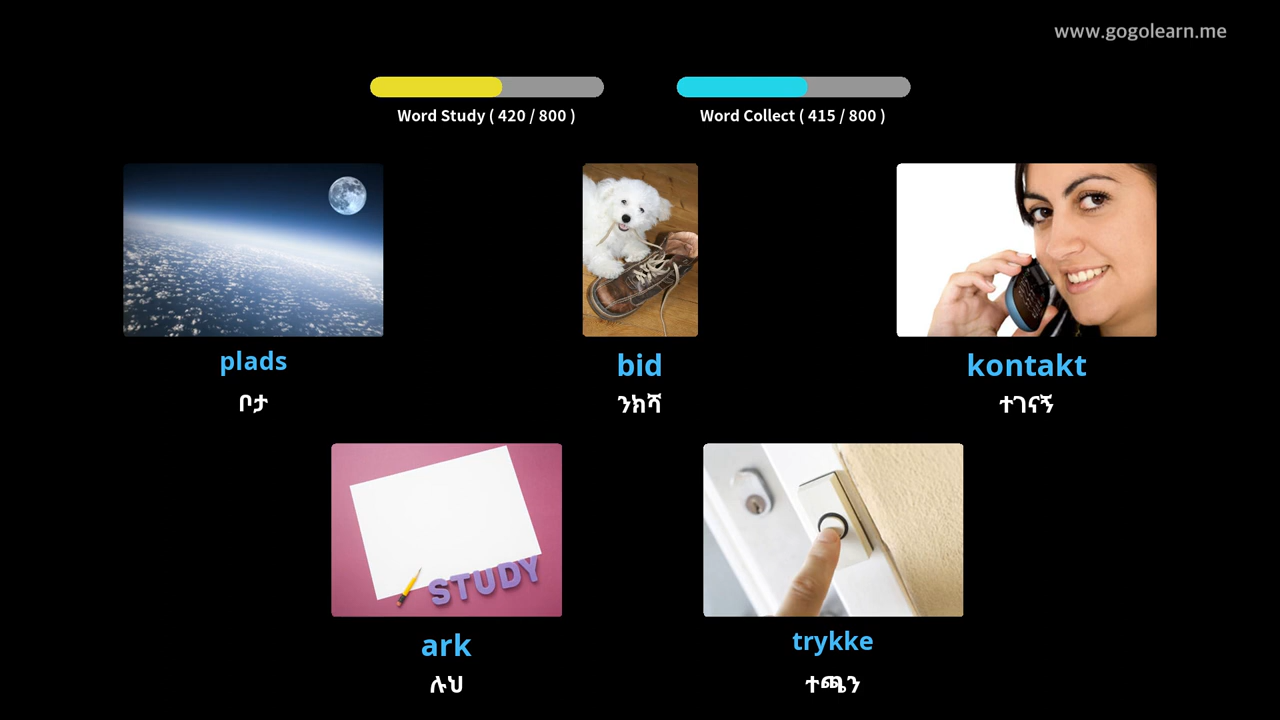 www.gogolearn.me
Word Study ( 420 / 800 )
Word Collect ( 415 / 800 )
plads
ቦታ
bid
ንክሻ
kontakt
ተገናኝ
STUDY
ark
ሉህ
trykke
ተጫን